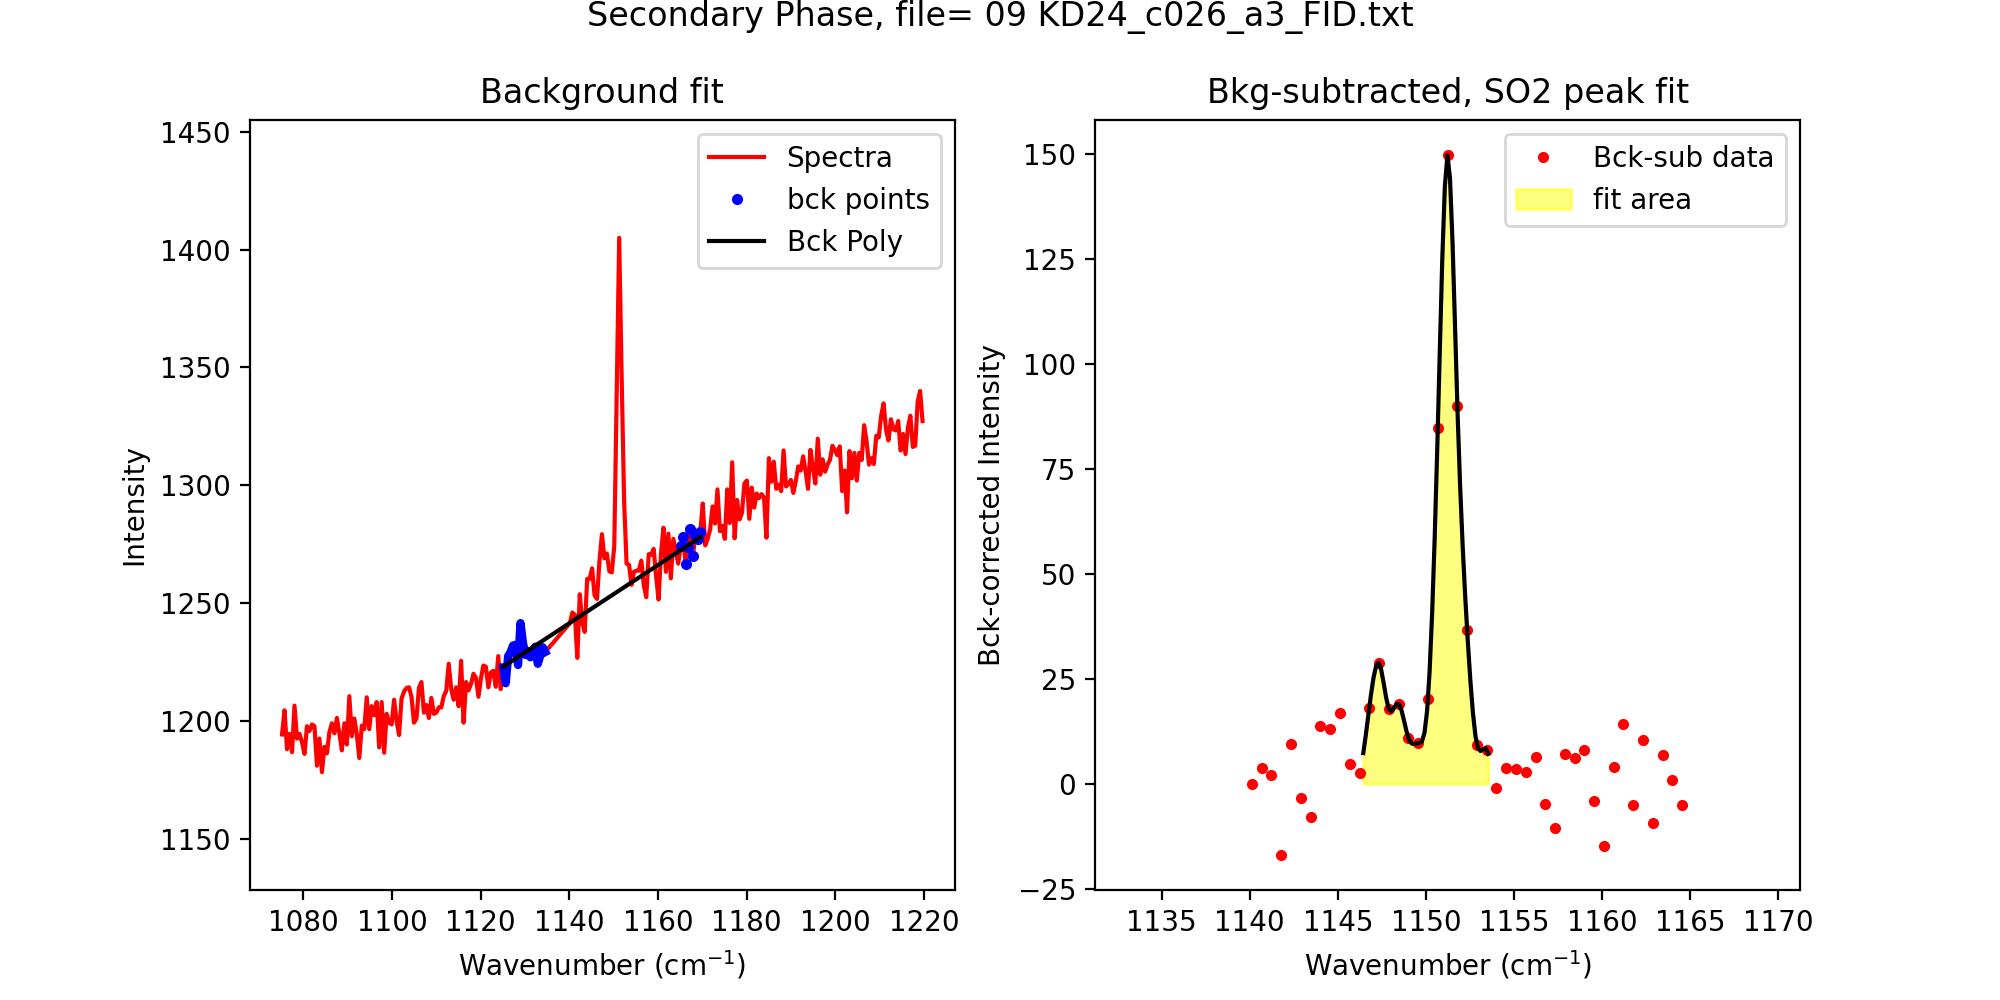 Secondary Phase, file= 09 KD24_c026_a3_FID.txt
Background fit
Intensity
1450
1400
1350
1300
1250
1200
1150
Spectra
bck points
Bck Poly
1080 1100 1120 1140 1160 1180 1200 1220
Wavenumber (cm⁻¹)
Bkg-subtracted, SO2 peak fit
Bck-corrected Intensity
150
125
100
75
50
25
0
−25
Bck-sub data
fit area
1135 1140 1145 1150 1155 1160 1165 1170
Wavenumber (cm⁻¹)